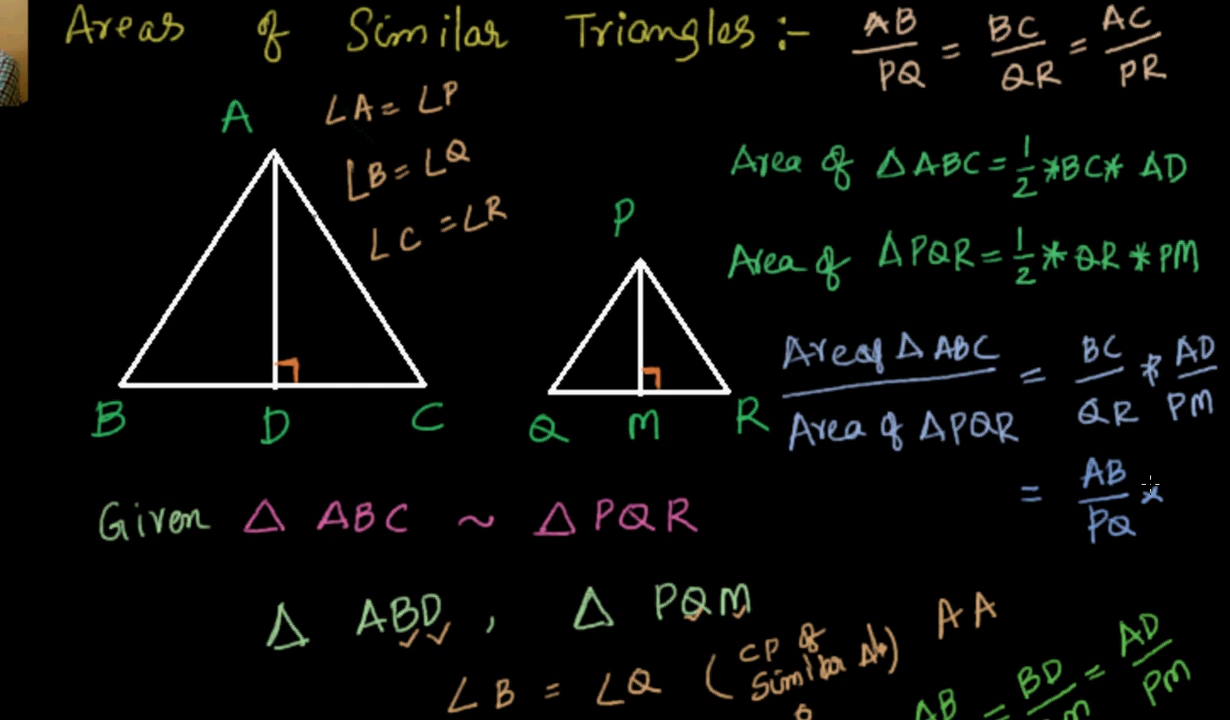 Areas of Similar Triangles :-
AB/PQ = BC/QR = AC/PR
A
∠A = ∠P
∠B = ∠Q
∠C = ∠R
B
D
C
P
Q
M
R
Area of △ABC = 1/2 * BC * AD
Area of △PQR = 1/2 * QR * PM
Area of △ABC / Area of △PQR = BC/QR * AD/PM
= AB/PQ *
Given △ ABC ~ △ PQR
△ ABD, △ PQM
∠B = ∠Q (CP of Similar △s) AA
AB = BD/M = AD/PM